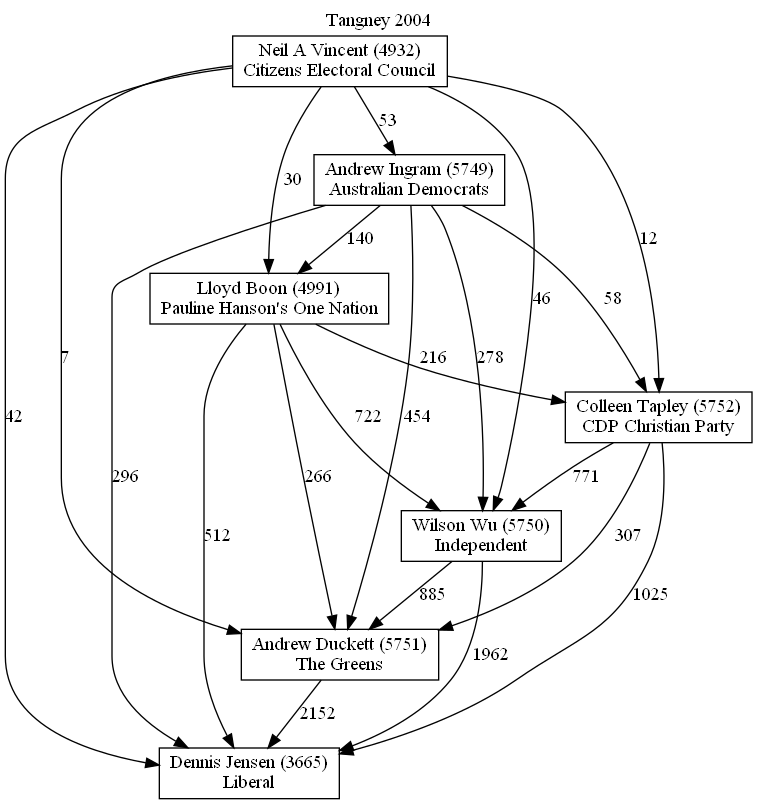 Tangney 2004
Neil A Vincent (4932)
Citizens Electoral Council
53
Andrew Ingram (5749)
Australian Democrats
30
140
12
Lloyd Boon (4991)
Pauline Hanson's One Nation
46
58
7
216
278
Colleen Tapley (5752)
CDP Christian Party
42
722
454
296
266
771
Wilson Wu (5750)
Independent
512
307
885
1025
Andrew Duckett (5751)
The Greens
1962
2152
Dennis Jensen (3665)
Liberal